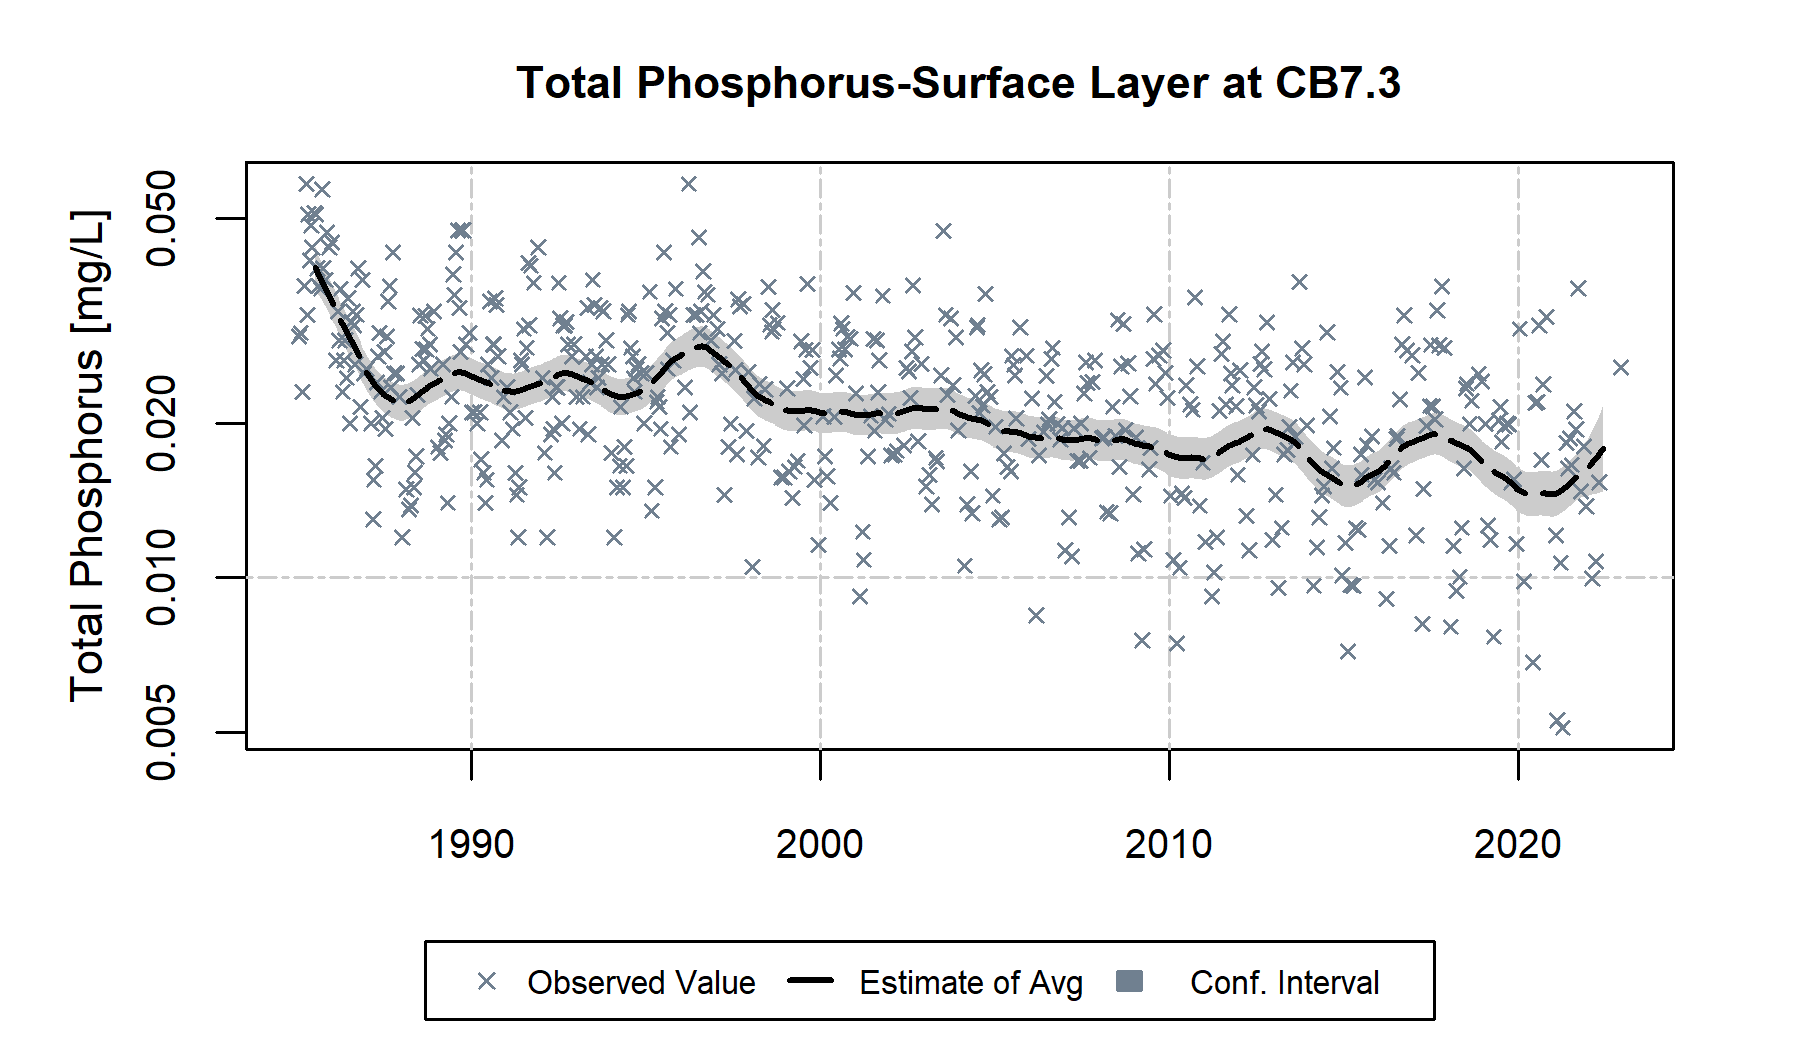 Total Phosphorus-Surface Layer at CB7.3
Total Phosphorus [mg/L]
0.050
0.020
0.010
0.005
1990 2000 2010 2020
Observed Value Estimate of Avg Conf. Interval